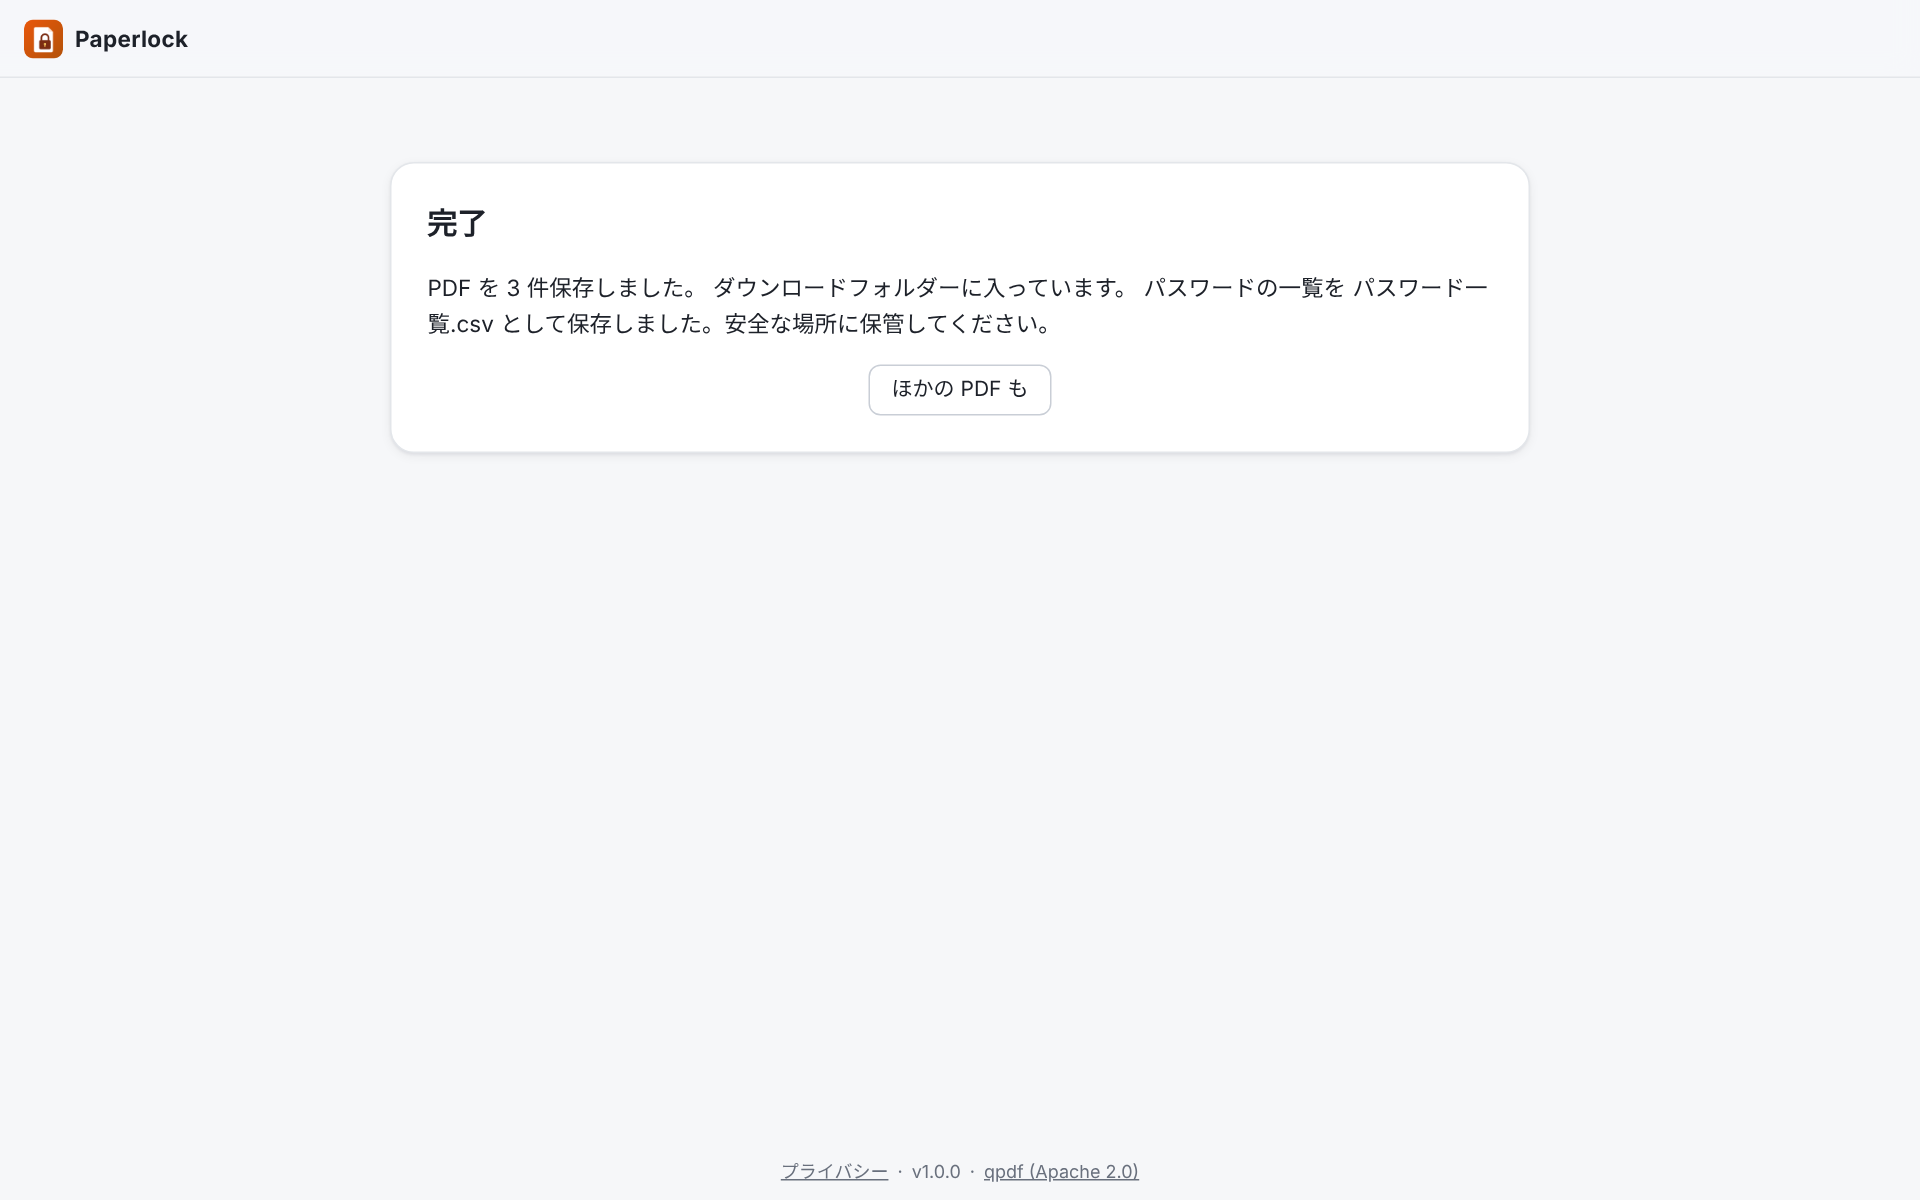 Paperlock
完了
PDF を 3 件保存しました。 ダウンロードフォルダーに入っています。 パスワードの一覧を パスワード一
覧.csv として保存しました。安全な場所に保管してください。
ほかの PDF も
プライバシー · v1.0.0 · qpdf (Apache 2.0)